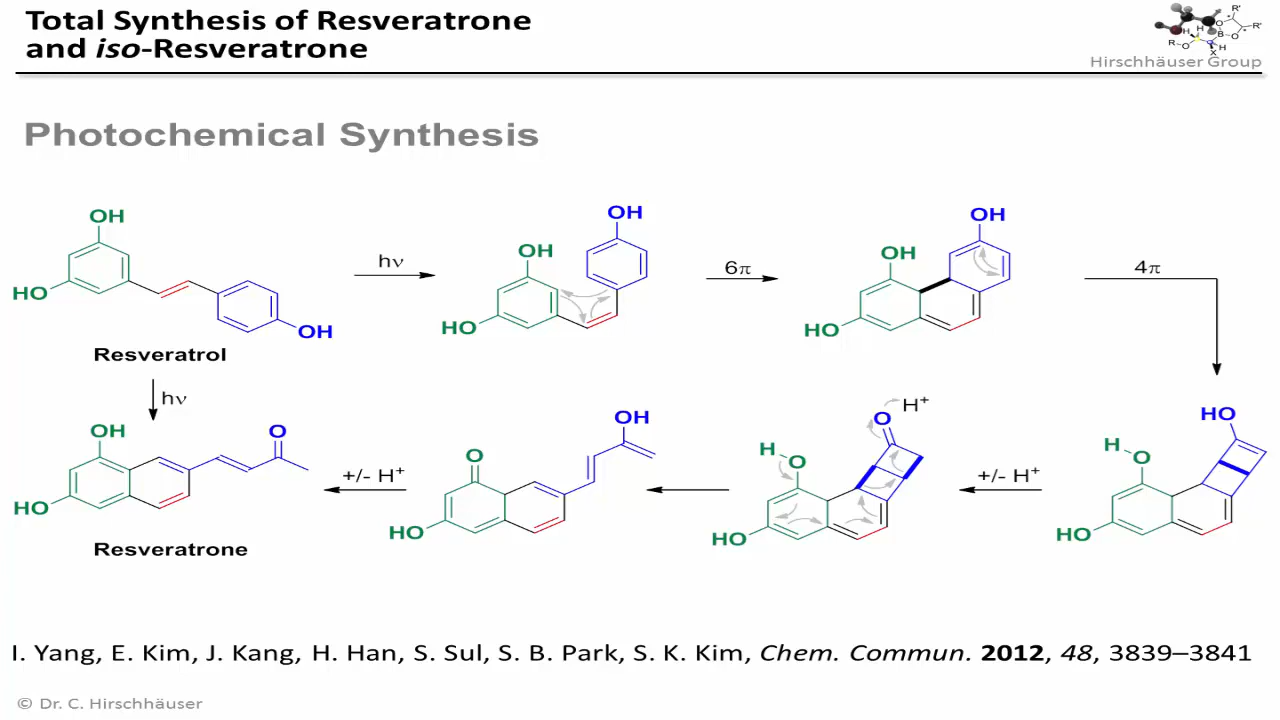 Total Synthesis of Resveratrone
and iso-Resveratrone
R'
R'
O
B
O
H
H
R
O
H
X
Hirschhäuser Group
Photochemical Synthesis
OH
HO
OH
Resveratrol
hν
OH
OH
HO
6π
OH
OH
HO
4π
hν
OH
O
HO
Resveratrone
+/- H⁺
O
OH
HO
O
H⁺
H
O
HO
+/- H⁺
HO
H
O
HO
I. Yang, E. Kim, J. Kang, H. Han, S. Sul, S. B. Park, S. K. Kim, Chem. Commun. 2012, 48, 3839–3841
© Dr. C. Hirschhäuser